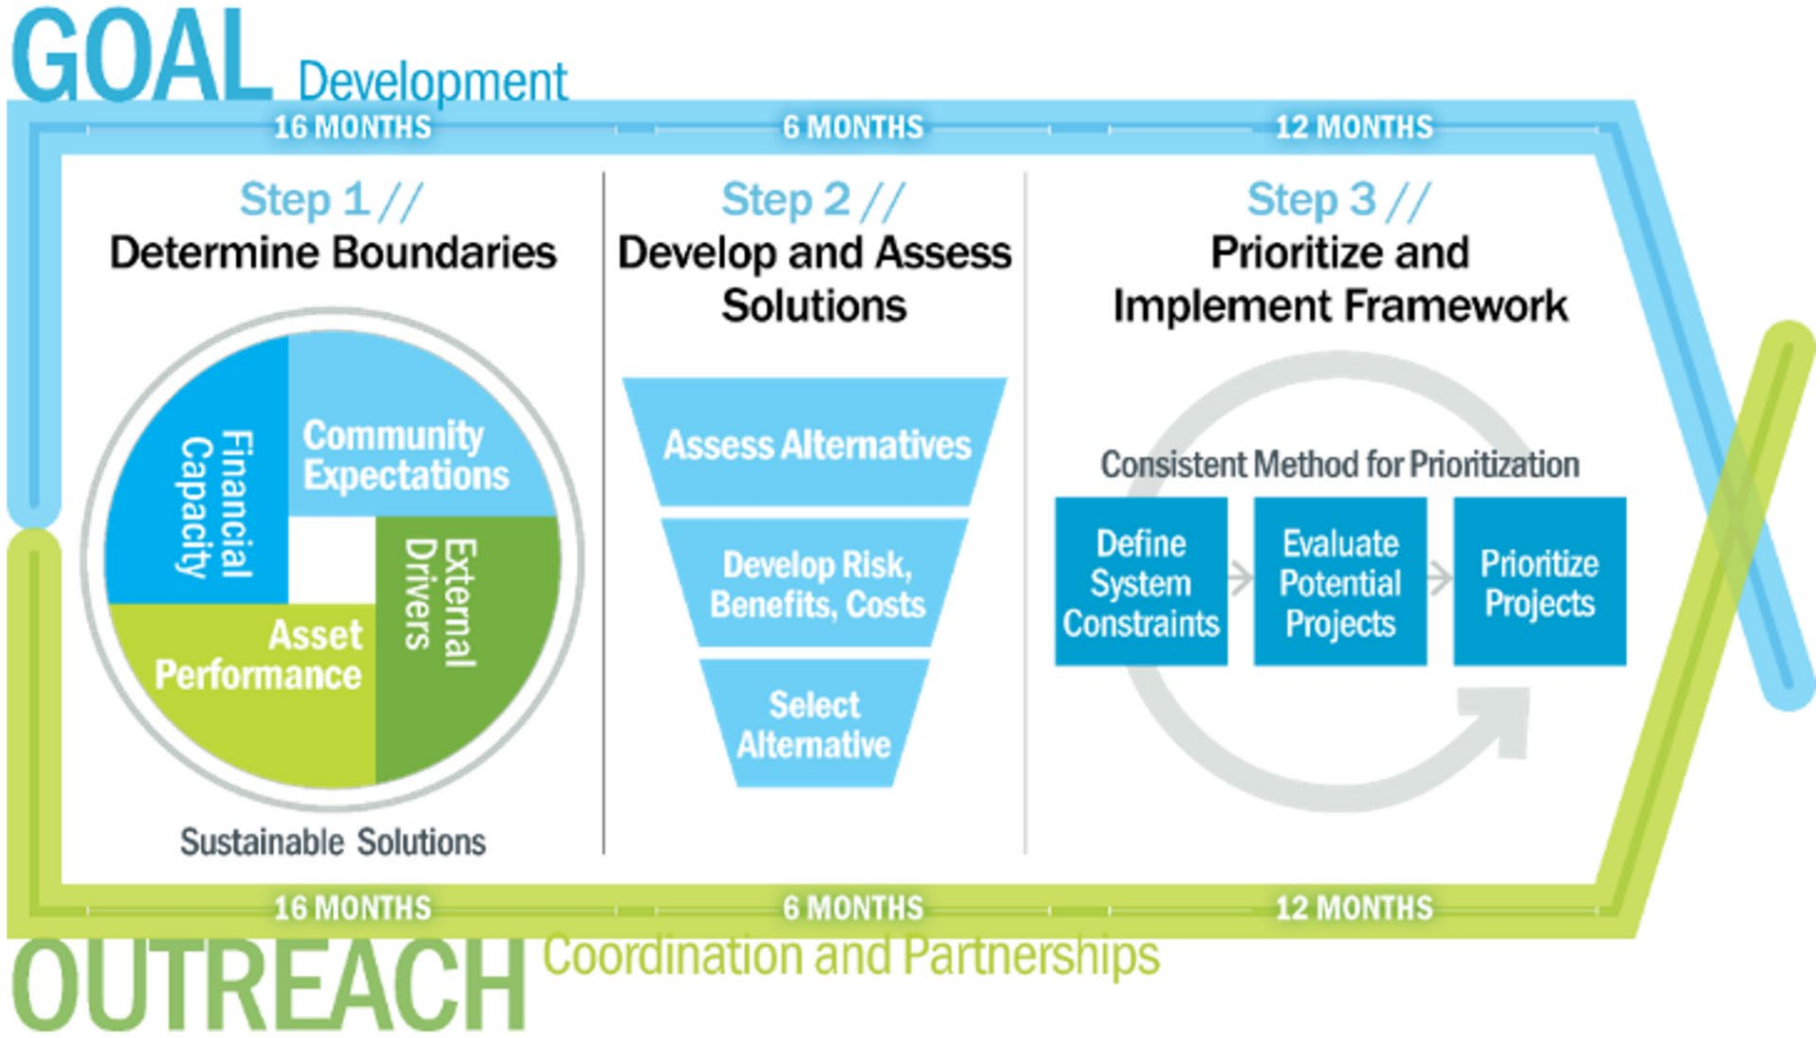 GOAL Development
16 MONTHS
6 MONTHS
12 MONTHS
Step 1 //
Determine Boundaries
Financial
Capacity
Community
Expectations
External
Drivers
Asset
Performance
Sustainable Solutions
Step 2 //
Develop and Assess
Solutions
Assess Alternatives
Develop Risk,
Benefits, Costs
Select
Alternative
Step 3 //
Prioritize and
Implement Framework
Consistent Method for Prioritization
Define
System
Constraints
Evaluate
Potential
Projects
Prioritize
Projects
16 MONTHS
6 MONTHS
12 MONTHS
OUTREACH Coordination and Partnerships